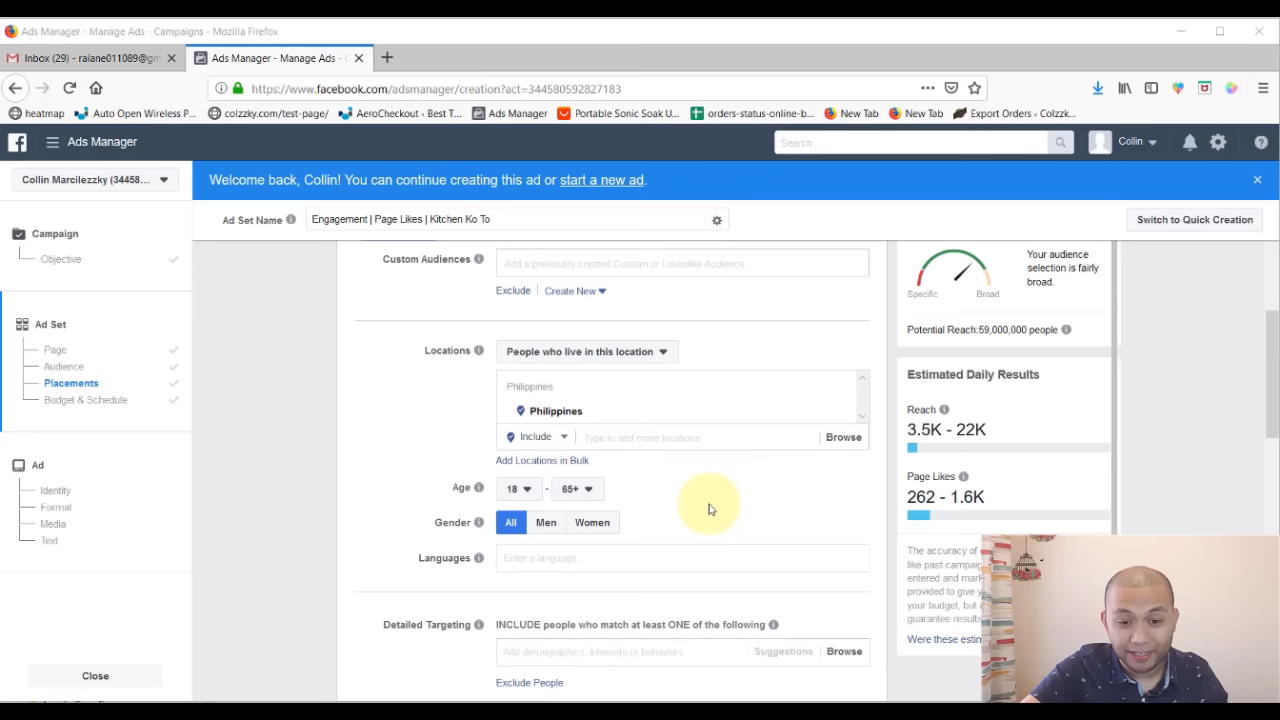 Ads Manager - Manage Ads - Campaigns - Mozilla Firefox
Inbox (29) - raiane011089@gm
Ads Manager - Manage Ads -
https://www.facebook.com/adsmanager/creation?act=344580592827183
heatmap
Auto Open Wireless P...
colzzky.com/test-page/
AeroCheckout - Best T...
Ads Manager
Portable Sonic Soak U...
orders-status-online-b...
New Tab
New Tab
Export Orders - Colzzk...
Ads Manager
Search
Collin
Collin Marcilezzky (34458...
Welcome back, Collin! You can continue creating this ad or start a new ad.
Ad Set Name
Engagement | Page Likes | Kitchen Ko To
Switch to Quick Creation
Campaign
Objective
Ad Set
Page
Audience
Placements
Budget & Schedule
Ad
Identity
Format
Media
Text
Close
Custom Audiences
Add a previously created Custom or Lookalike Audience
Exclude
Create New
Locations
People who live in this location
Philippines
Philippines
Include
Type to add more locations
Browse
Add Locations in Bulk
Age
18 - 65+
Gender
All
Men
Women
Languages
Enter a language...
Detailed Targeting
INCLUDE people who match at least ONE of the following
Add demographics, interests or behaviors
Suggestions
Browse
Exclude People
Specific
Broad
Your audience
selection is fairly
broad.
Potential Reach:59,000,000 people
Estimated Daily Results
Reach
3.5K - 22K
Page Likes
262 - 1.6K
The accuracy of
like past campaig
entered and mark
provided to give y
your budget, but a
guarantee results
Were these estim